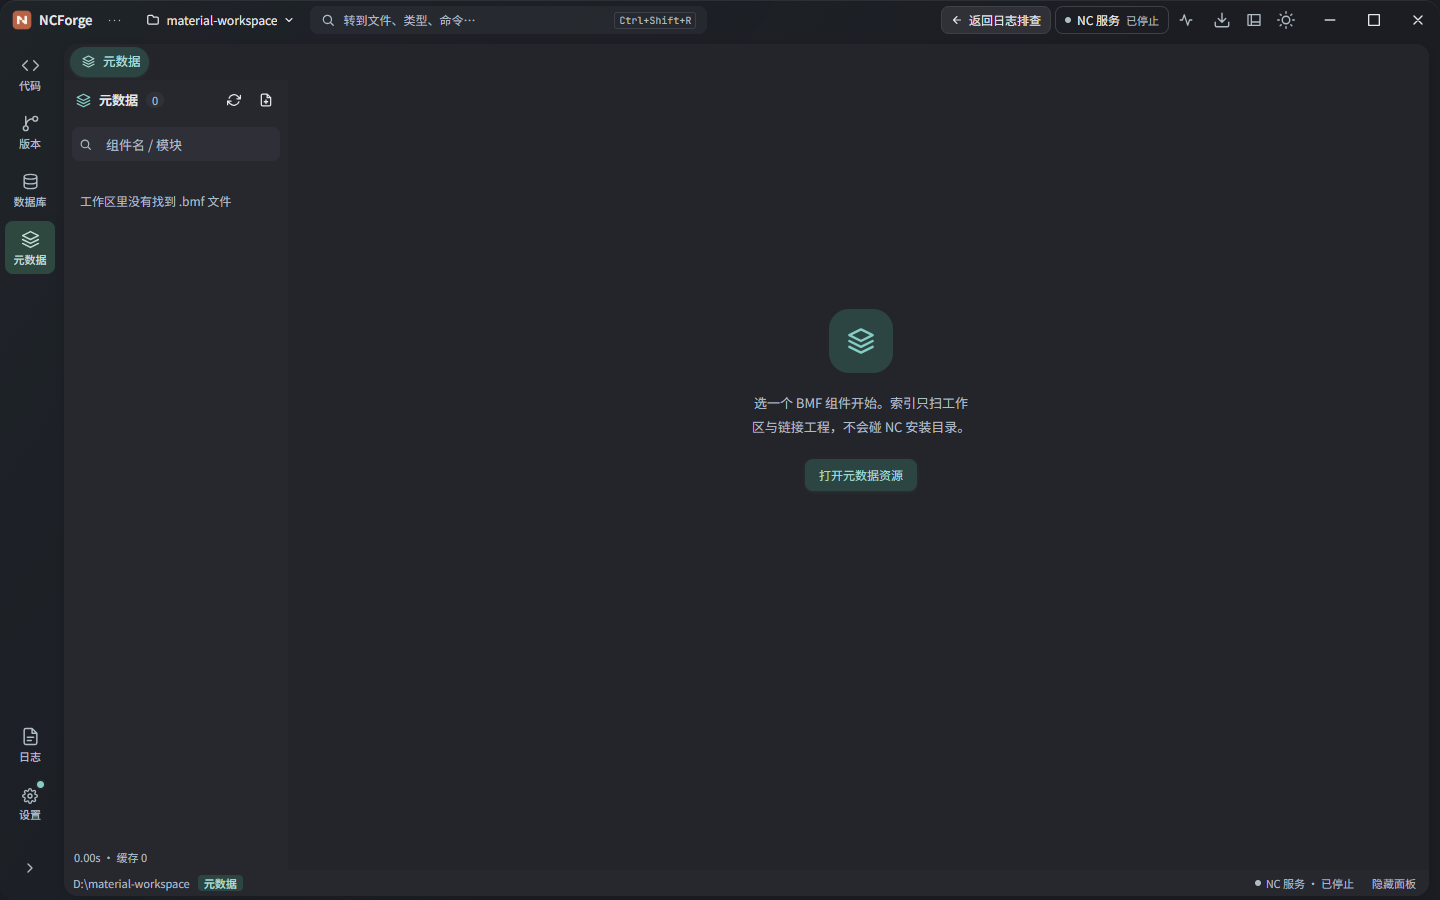 NCForge ··· material-workspace 转到文件、类型、命令··· Ctrl+Shift+R 返回日志排查 NC 服务 已停止
代码
版本
数据库
元数据
元数据
元数据 0
组件名 / 模块
工作区里没有找到 .bmf 文件
选一个 BMF 组件开始。索引只扫工作
区与链接工程，不会碰 NC 安装目录。
打开元数据资源
日志
设置
0.00s · 缓存 0
D:\material-workspace 元数据 NC 服务 · 已停止 隐藏面板